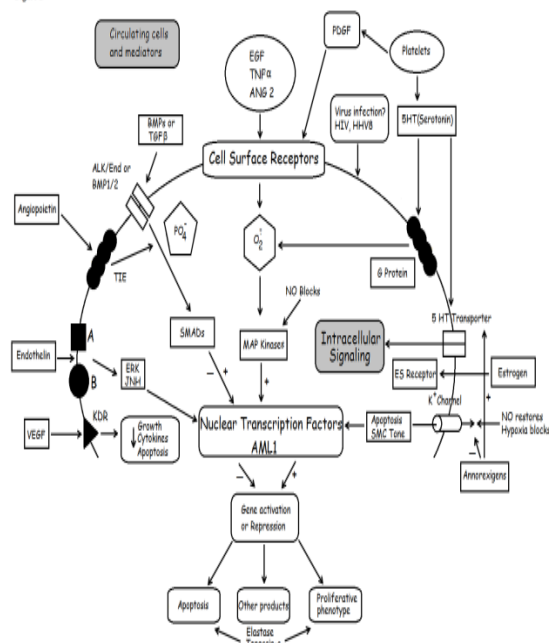 Circulating cells
and mediators
EGF
TNFα
ANG 2
PDGF
Platelets
BMPs or
TGFβ
Virus infection?
HIV, HHV8
5HT(Serotonin)
Cell Surface Receptors
ALK/End or
BMP1/2
Angiopoietin
PO4-
O2-
TIE
G Protein
NO Blocks
5 HT Transporter
A
SMADs
MAP Kinases
Intracellular
Signaling
Endothelin
ERK
JNH
B
- +
+
ES Receptor
Estrogen
K+Channel
+
KDR
VEGF
Growth
Cytokines
Apoptosis
Nuclear Transcription Factors
AML1
Apoptosis
SMC Tone
NO restores
Hypoxia blocks
-
Annorexigens
- +
Gene activation
or Repression
Apoptosis
Other products
Proliferative
phenotype
Elastase